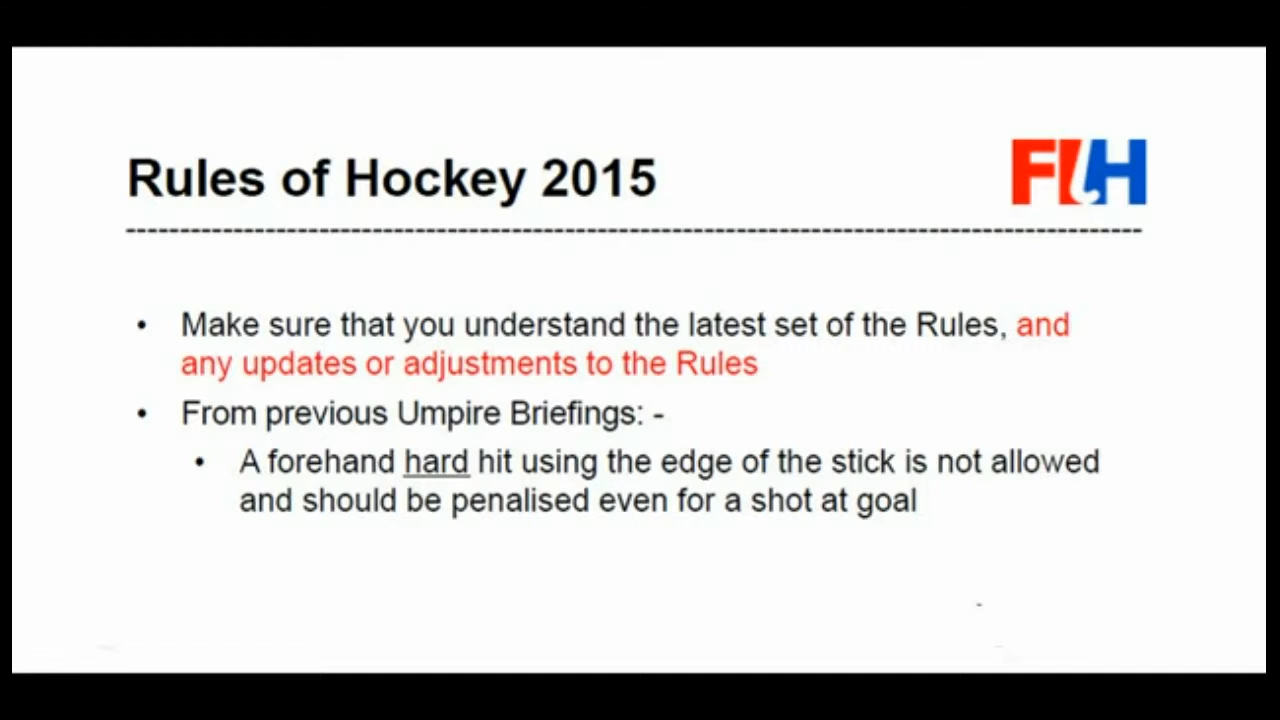 Rules of Hockey 2015
FIH
--------------------------------------------------------------------------------------------
• Make sure that you understand the latest set of the Rules, and
any updates or adjustments to the Rules
• From previous Umpire Briefings: -
• A forehand hard hit using the edge of the stick is not allowed
and should be penalised even for a shot at goal